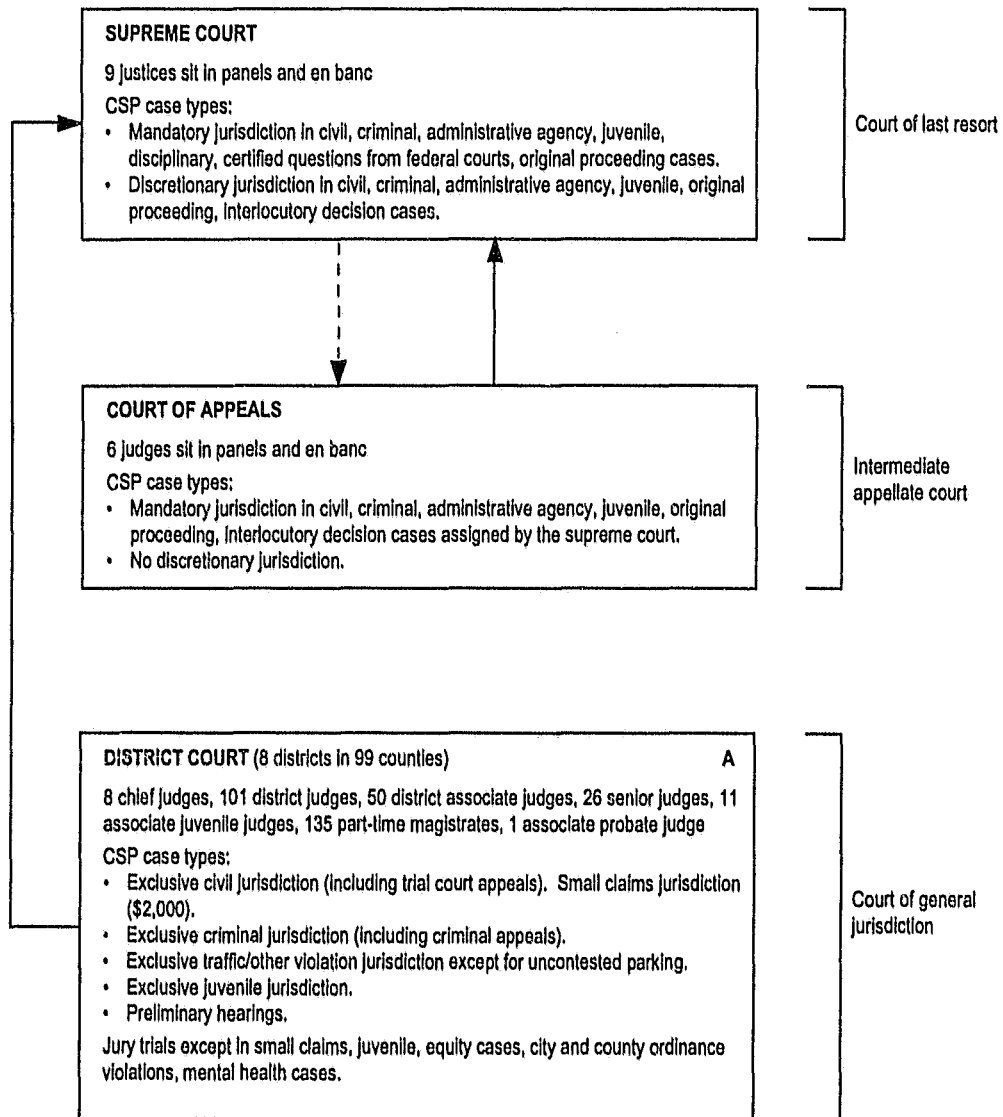 SUPREME COURT
9 justices sit in panels and en banc
CSP case types:
• Mandatory jurisdiction in civil, criminal, administrative agency, juvenile,
disciplinary, certified questions from federal courts, original proceeding cases.
• Discretionary jurisdiction in civil, criminal, administrative agency, juvenile, original
proceeding, interlocutory decision cases.
Court of last resort
COURT OF APPEALS
6 judges sit in panels and en banc
CSP case types:
• Mandatory jurisdiction in civil, criminal, administrative agency, juvenile, original
proceeding, interlocutory decision cases assigned by the supreme court.
• No discretionary jurisdiction.
Intermediate
appellate court
DISTRICT COURT (8 districts in 99 counties) A
8 chief judges, 101 district judges, 50 district associate judges, 26 senior judges, 11
associate juvenile judges, 135 part-time magistrates, 1 associate probate judge
CSP case types:
• Exclusive civil jurisdiction (including trial court appeals). Small claims jurisdiction
($2,000).
• Exclusive criminal jurisdiction (including criminal appeals).
• Exclusive traffic/other violation jurisdiction except for uncontested parking.
• Exclusive juvenile jurisdiction.
• Preliminary hearings.
Jury trials except in small claims, juvenile, equity cases, city and county ordinance
violations, mental health cases.
Court of general
jurisdiction